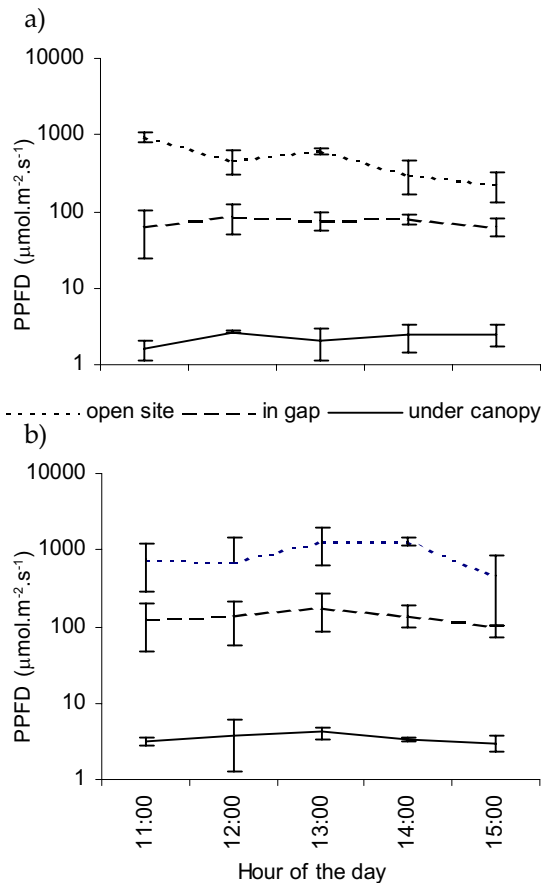 a)
10000
1000
100
10
1
PPFD (μmol.m⁻².s⁻¹)
open site in gap under canopy
b)
10000
1000
100
10
1
PPFD (μmol.m⁻².s⁻¹)
11:00 12:00 13:00 14:00 15:00
Hour of the day